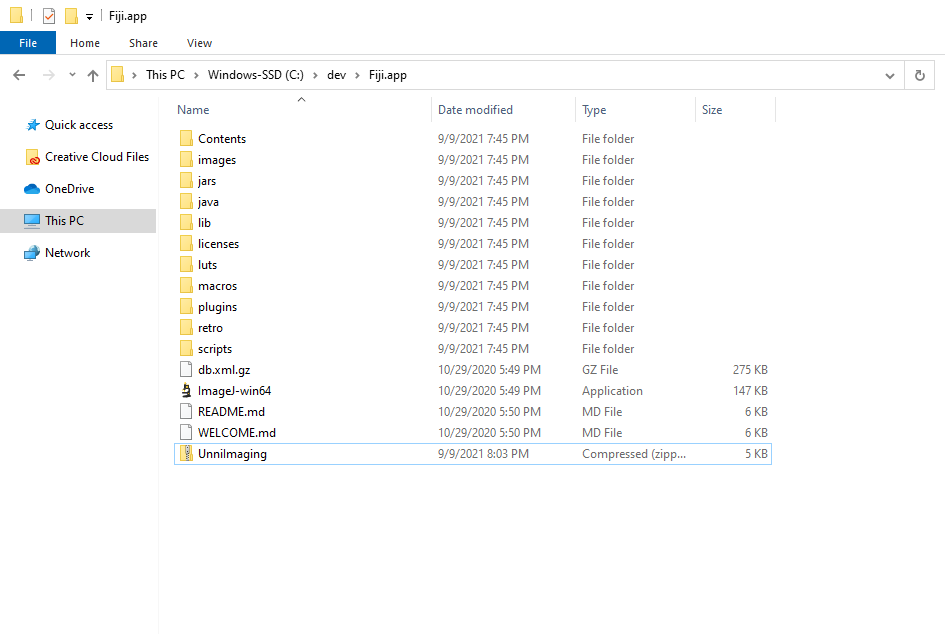 Fiji.app
File Home Share View
This PC Windows-SSD (C:) dev Fiji.app
Quick access
Creative Cloud Files
OneDrive
This PC
Network
Name Date modified Type Size
Contents 9/9/2021 7:45 PM File folder
images 9/9/2021 7:45 PM File folder
jars 9/9/2021 7:45 PM File folder
java 9/9/2021 7:45 PM File folder
lib 9/9/2021 7:45 PM File folder
licenses 9/9/2021 7:45 PM File folder
luts 9/9/2021 7:45 PM File folder
macros 9/9/2021 7:45 PM File folder
plugins 9/9/2021 7:45 PM File folder
retro 9/9/2021 7:45 PM File folder
scripts 9/9/2021 7:45 PM File folder
db.xml.gz 10/29/2020 5:49 PM GZ File 275 KB
ImageJ-win64 10/29/2020 5:49 PM Application 147 KB
README.md 10/29/2020 5:50 PM MD File 6 KB
WELCOME.md 10/29/2020 5:50 PM MD File 6 KB
UnniImaging 9/9/2021 8:03 PM Compressed (zipp... 5 KB